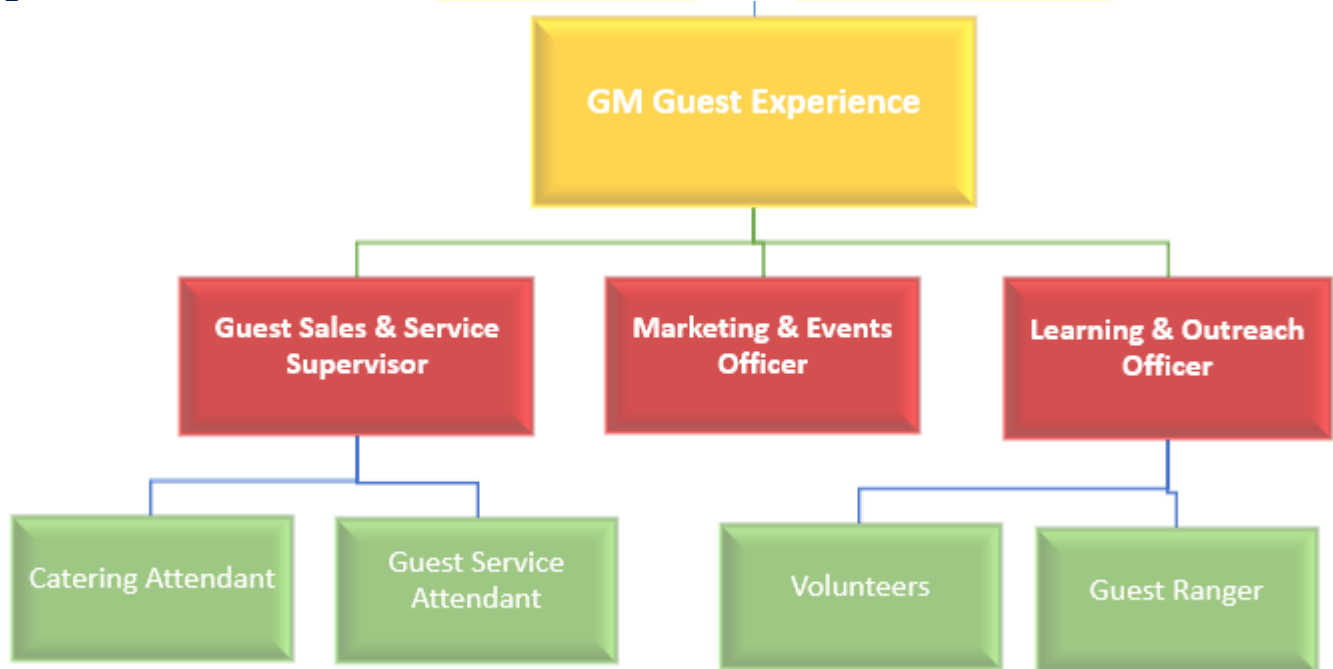 GM Guest Experience
Guest Sales & Service
Supervisor
Marketing & Events
Officer
Learning & Outreach
Officer
Catering Attendant
Guest Service
Attendant
Volunteers
Guest Ranger